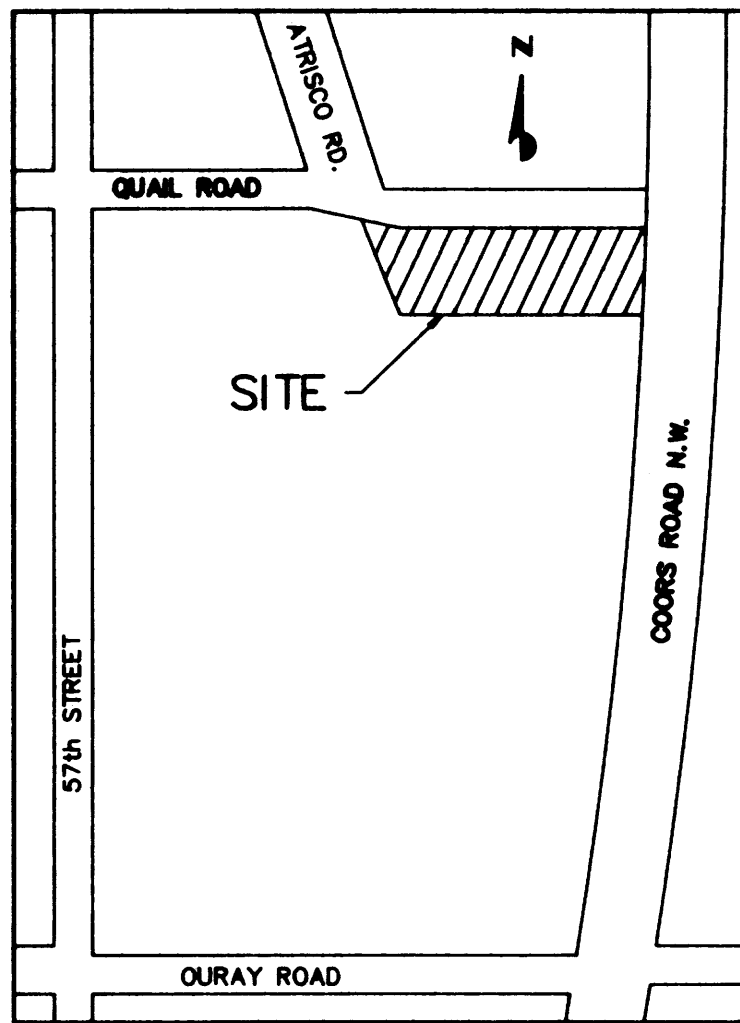 ATRISCO RD.
N
QUAIL ROAD
SITE
COORS ROAD N.W.
57th STREET
OURAY ROAD